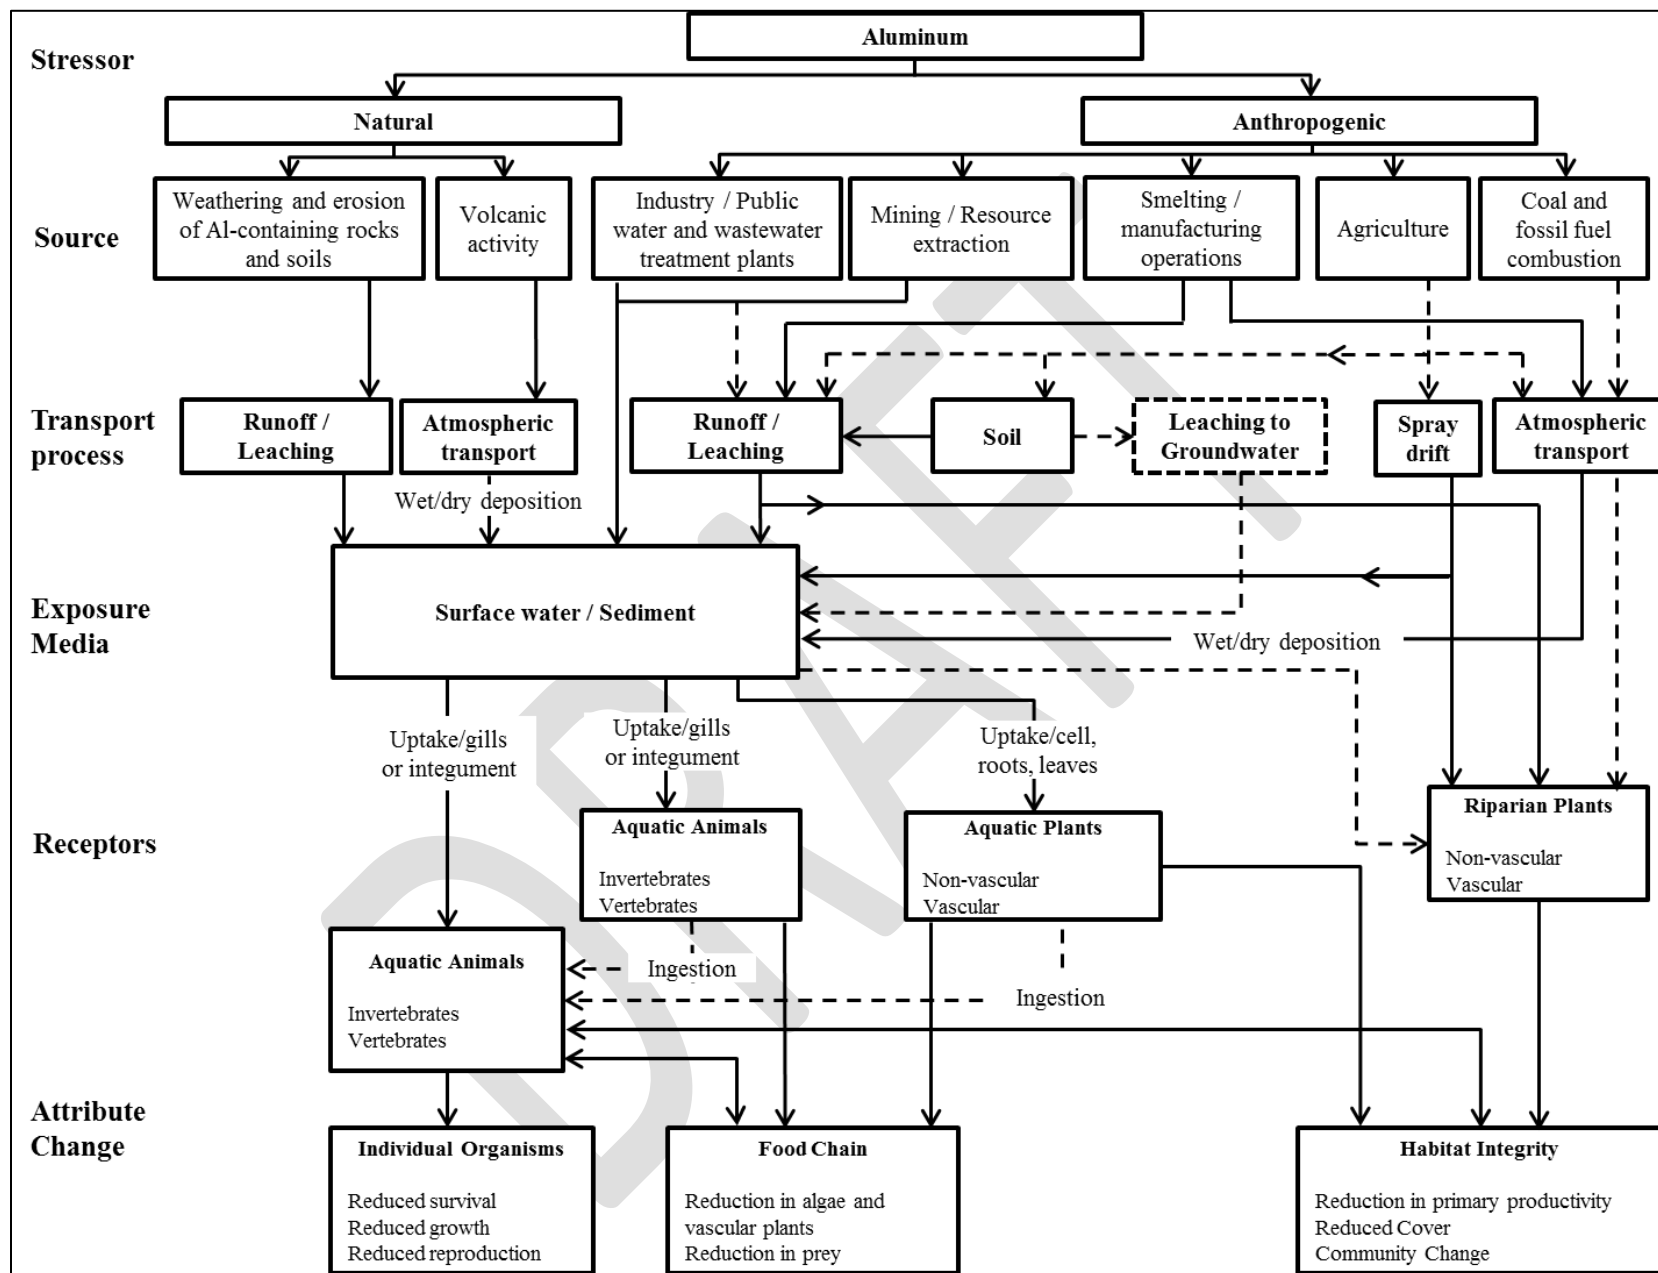 Aluminum
Stressor
Natural
Anthropogenic
Source
Weathering and erosion
of Al-containing rocks
and soils
Volcanic
activity
Industry / Public
water and wastewater
treatment plants
Mining / Resource
extraction
Smelting /
manufacturing
operations
Agriculture
Coal and
fossil fuel
combustion
Transport
process
Runoff /
Leaching
Atmospheric
transport
Runoff /
Leaching
Soil
Leaching to
Groundwater
Spray
drift
Atmospheric
transport
Wet/dry deposition
Exposure
Media
Surface water / Sediment
Wet/dry deposition
Uptake/gills
or integument
Uptake/gills
or integument
Uptake/cell,
roots, leaves
Receptors
Aquatic Animals
Invertebrates
Vertebrates
Aquatic Plants
Non-vascular
Vascular
Riparian Plants
Non-vascular
Vascular
Aquatic Animals
Invertebrates
Vertebrates
Ingestion
Ingestion
Attribute
Change
Individual Organisms
Reduced survival
Reduced growth
Reduced reproduction
Food Chain
Reduction in algae and
vascular plants
Reduction in prey
Habitat Integrity
Reduction in primary productivity
Reduced Cover
Community Change
DRAFT